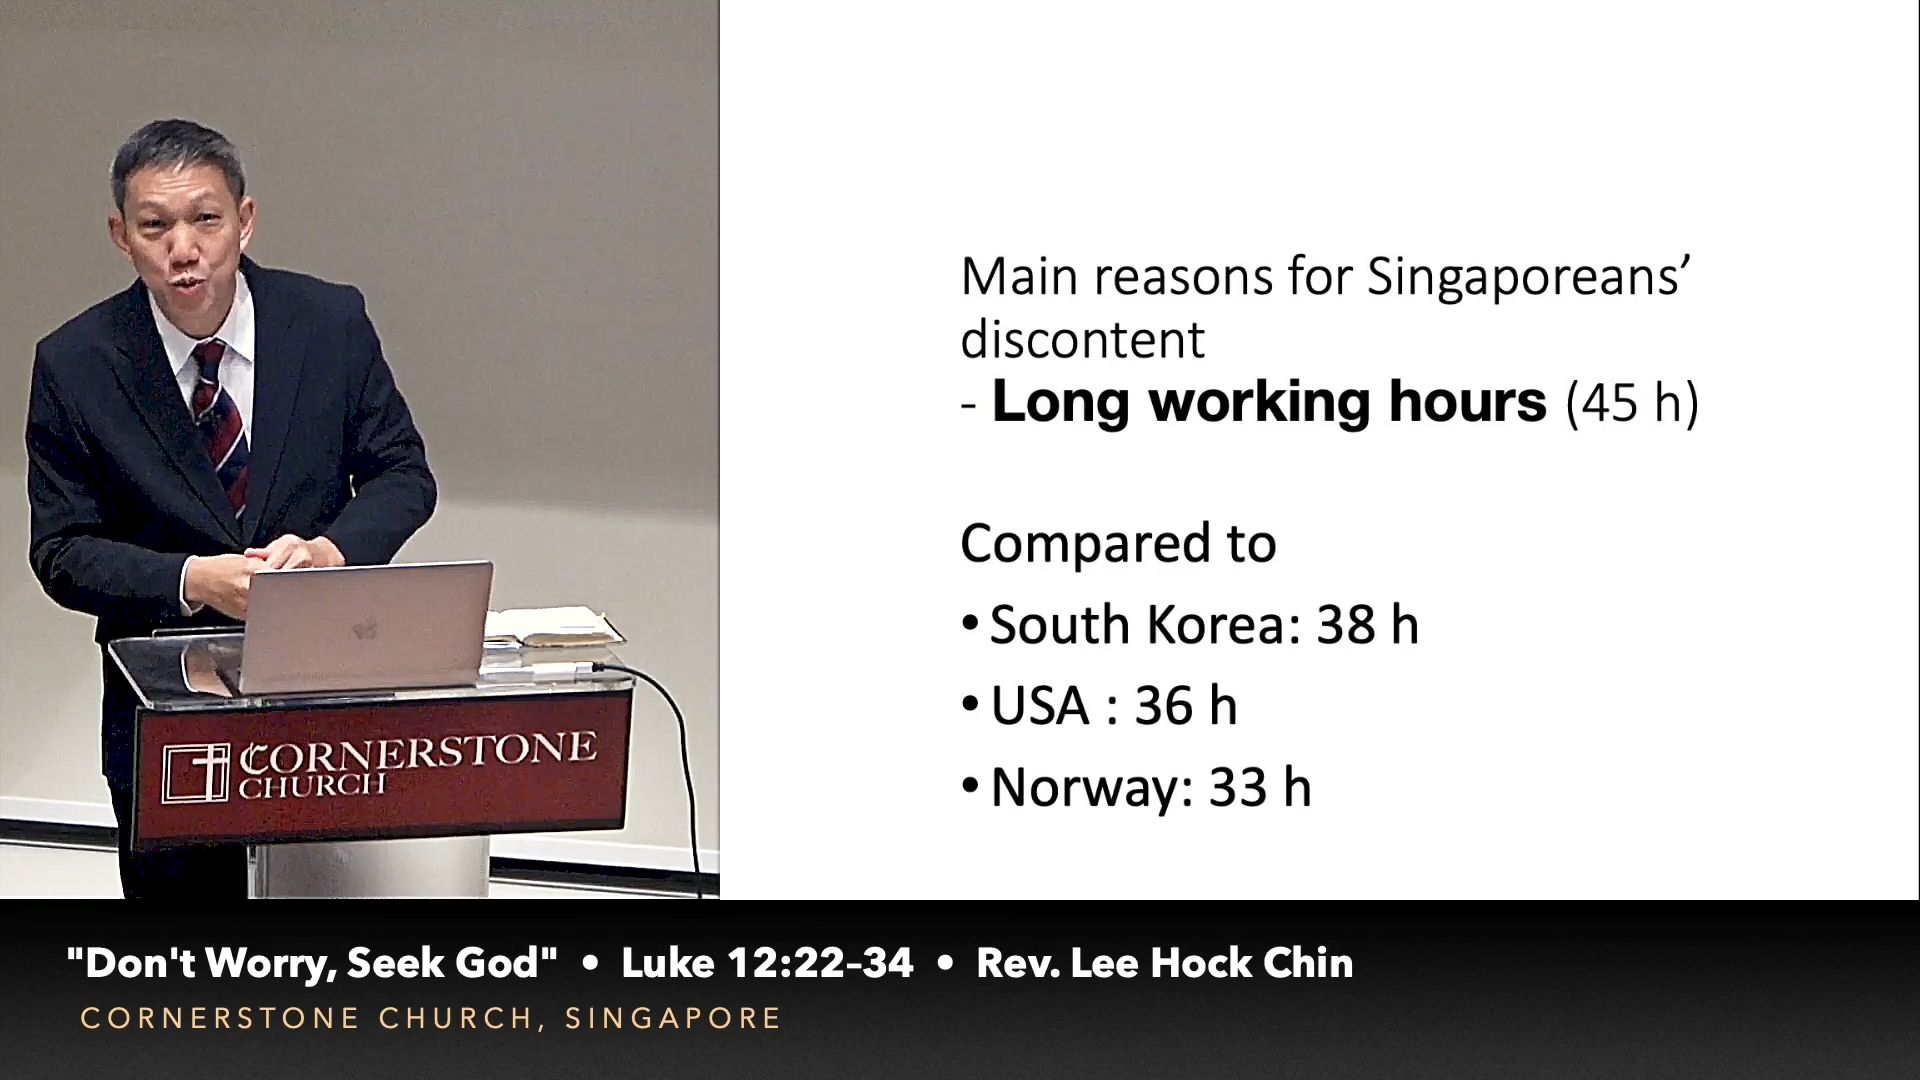 Main reasons for Singaporeans’
discontent
- Long working hours (45 h)
Compared to
• South Korea: 38 h
• USA : 36 h
• Norway: 33 h
CORNERSTONE
CHURCH
"Don't Worry, Seek God" • Luke 12:22–34 • Rev. Lee Hock Chin
CORNERSTONE CHURCH, SINGAPORE